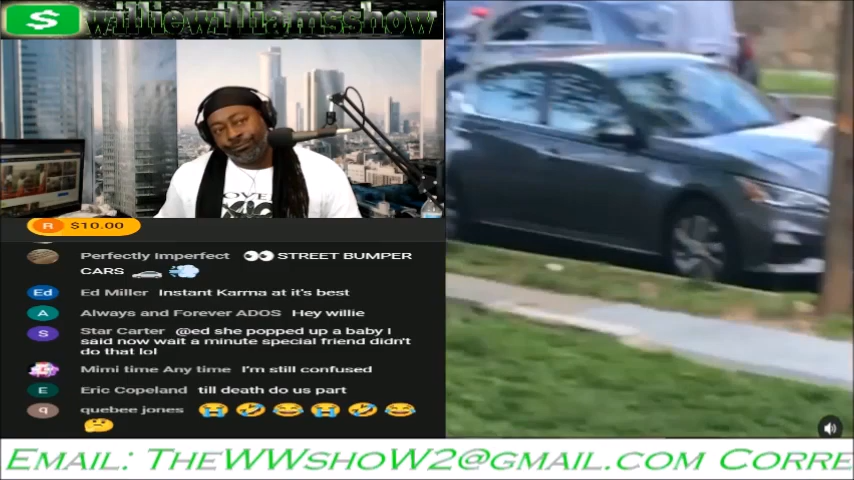 $ williewilliamsshow
R $10.00
Perfectly Imperfect 👀 STREET BUMPER
CARS 🚗 💨
Ed Ed Miller Instant Karma at it's best
A Always and Forever ADOS Hey willie
S Star Carter @ed she popped up a baby I
said now wait a minute special friend didn't
do that lol
Mimi time Any time I'm still confused
E Eric Copeland till death do us part
q quebee jones 😭🤣😂😭🤣😂
🤔
EMAIL: THEWWSHOW2@GMAIL.COM CORRE